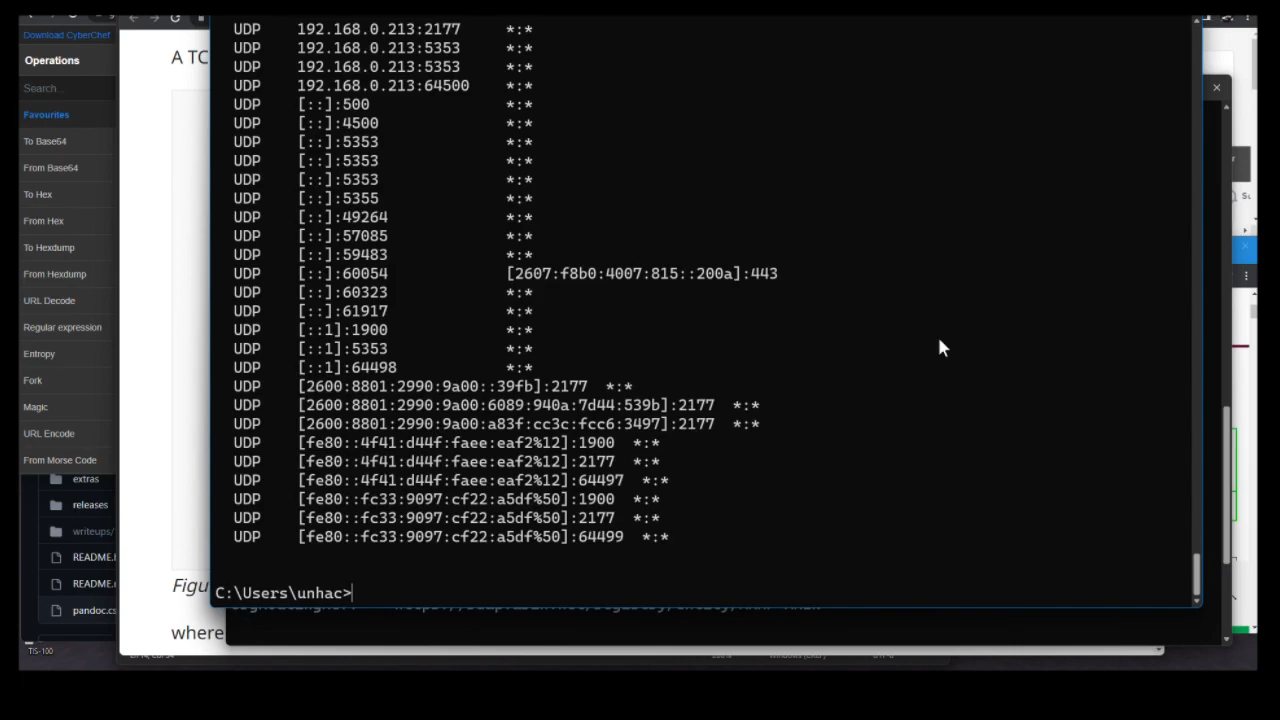 Download CyberChef
Operations
Search...
Favourites
To Base64
From Base64
To Hex
From Hex
To Hexdump
From Hexdump
URL Decode
Regular expression
Entropy
Fork
Magic
URL Encode
From Morse Code
extras
releases
writeups/
README.
README.
pandoc.cs
TIS-100
A TC
Figu
where
UDP 192.168.0.213:2177 *:*
UDP 192.168.0.213:5353 *:*
UDP 192.168.0.213:5353 *:*
UDP 192.168.0.213:64500 *:*
UDP [::]:500 *:*
UDP [::]:4500 *:*
UDP [::]:5353 *:*
UDP [::]:5353 *:*
UDP [::]:5353 *:*
UDP [::]:5355 *:*
UDP [::]:49264 *:*
UDP [::]:57085 *:*
UDP [::]:59483 *:*
UDP [::]:60054 [2607:f8b0:4007:815::200a]:443
UDP [::]:60323 *:*
UDP [::]:61917 *:*
UDP [::1]:1900 *:*
UDP [::1]:5353 *:*
UDP [::1]:64498 *:*
UDP [2600:8801:2990:9a00::39fb]:2177 *:*
UDP [2600:8801:2990:9a00:6089:940a:7d44:539b]:2177 *:*
UDP [2600:8801:2990:9a00:a83f:cc3c:fcc6:3497]:2177 *:*
UDP [fe80::4f41:d44f:faee:eaf2%12]:1900 *:*
UDP [fe80::4f41:d44f:faee:eaf2%12]:2177 *:*
UDP [fe80::4f41:d44f:faee:eaf2%12]:64497 *:*
UDP [fe80::fc33:9097:cf22:a5df%50]:1900 *:*
UDP [fe80::fc33:9097:cf22:a5df%50]:2177 *:*
UDP [fe80::fc33:9097:cf22:a5df%50]:64499 *:*
C:\Users\unhac>